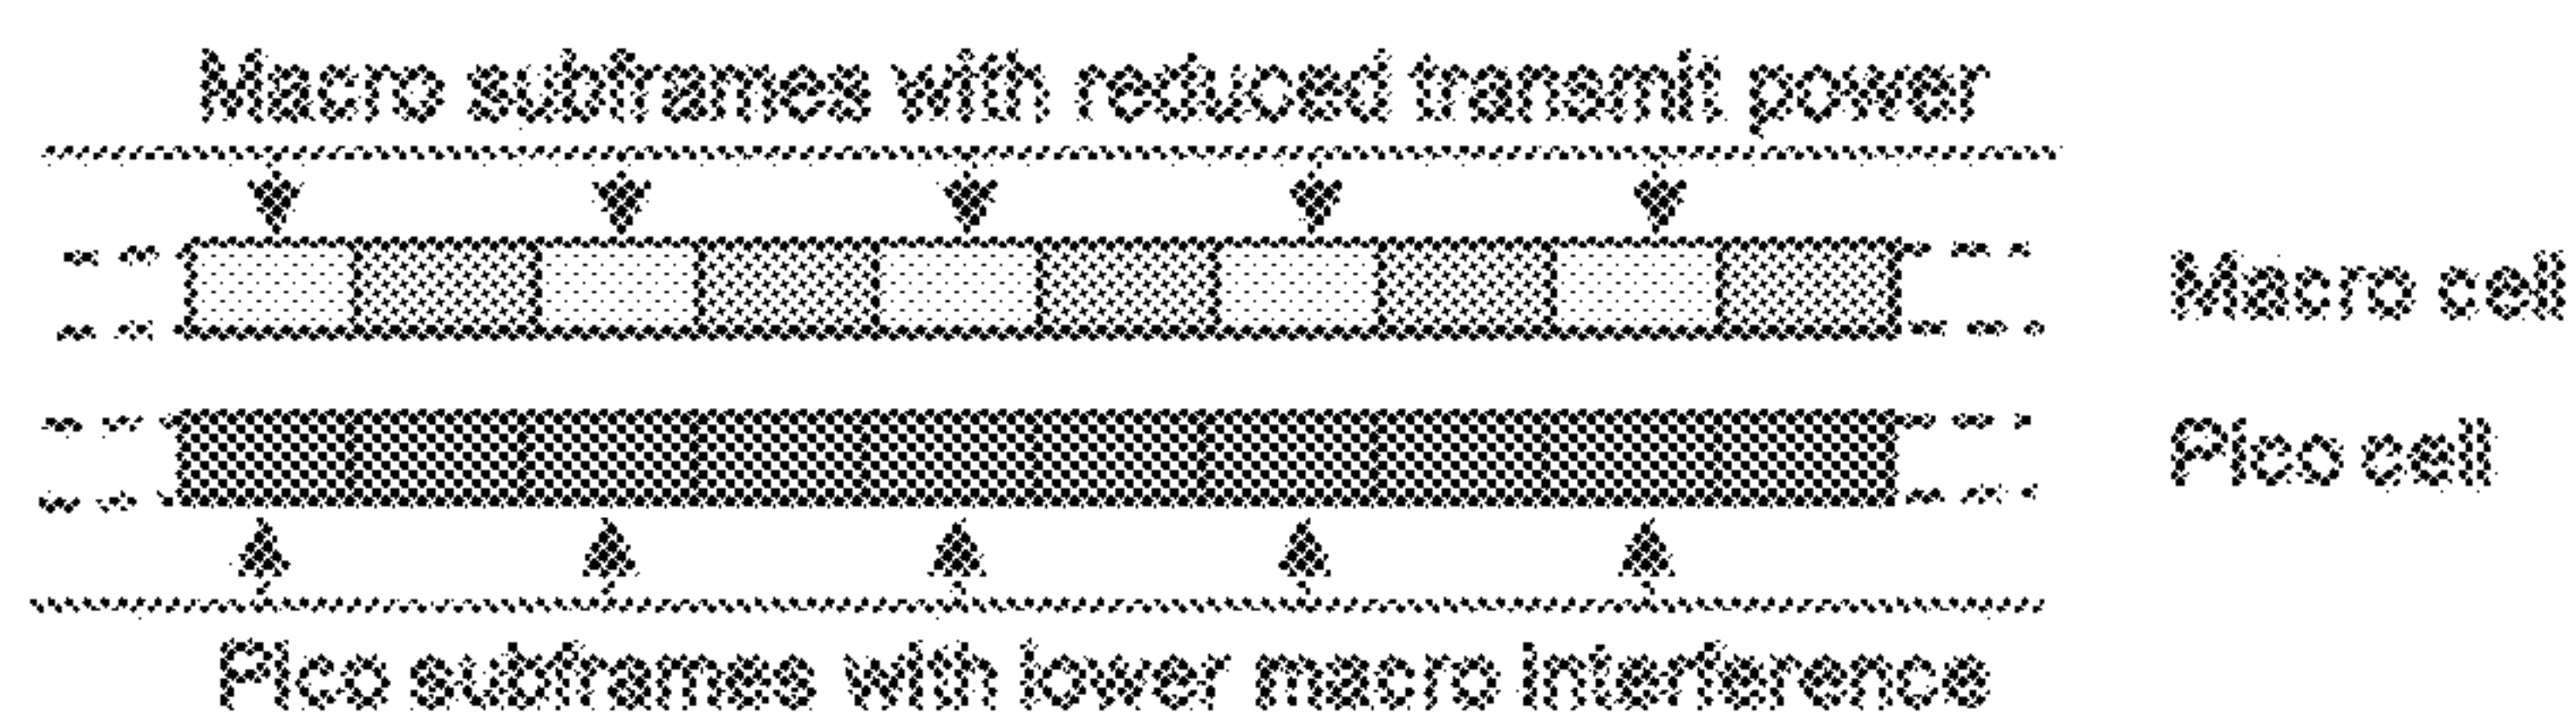 Macro subframes with reduced transmit power
Macro cell
Pico cell
Pico subframes with lower macro interference